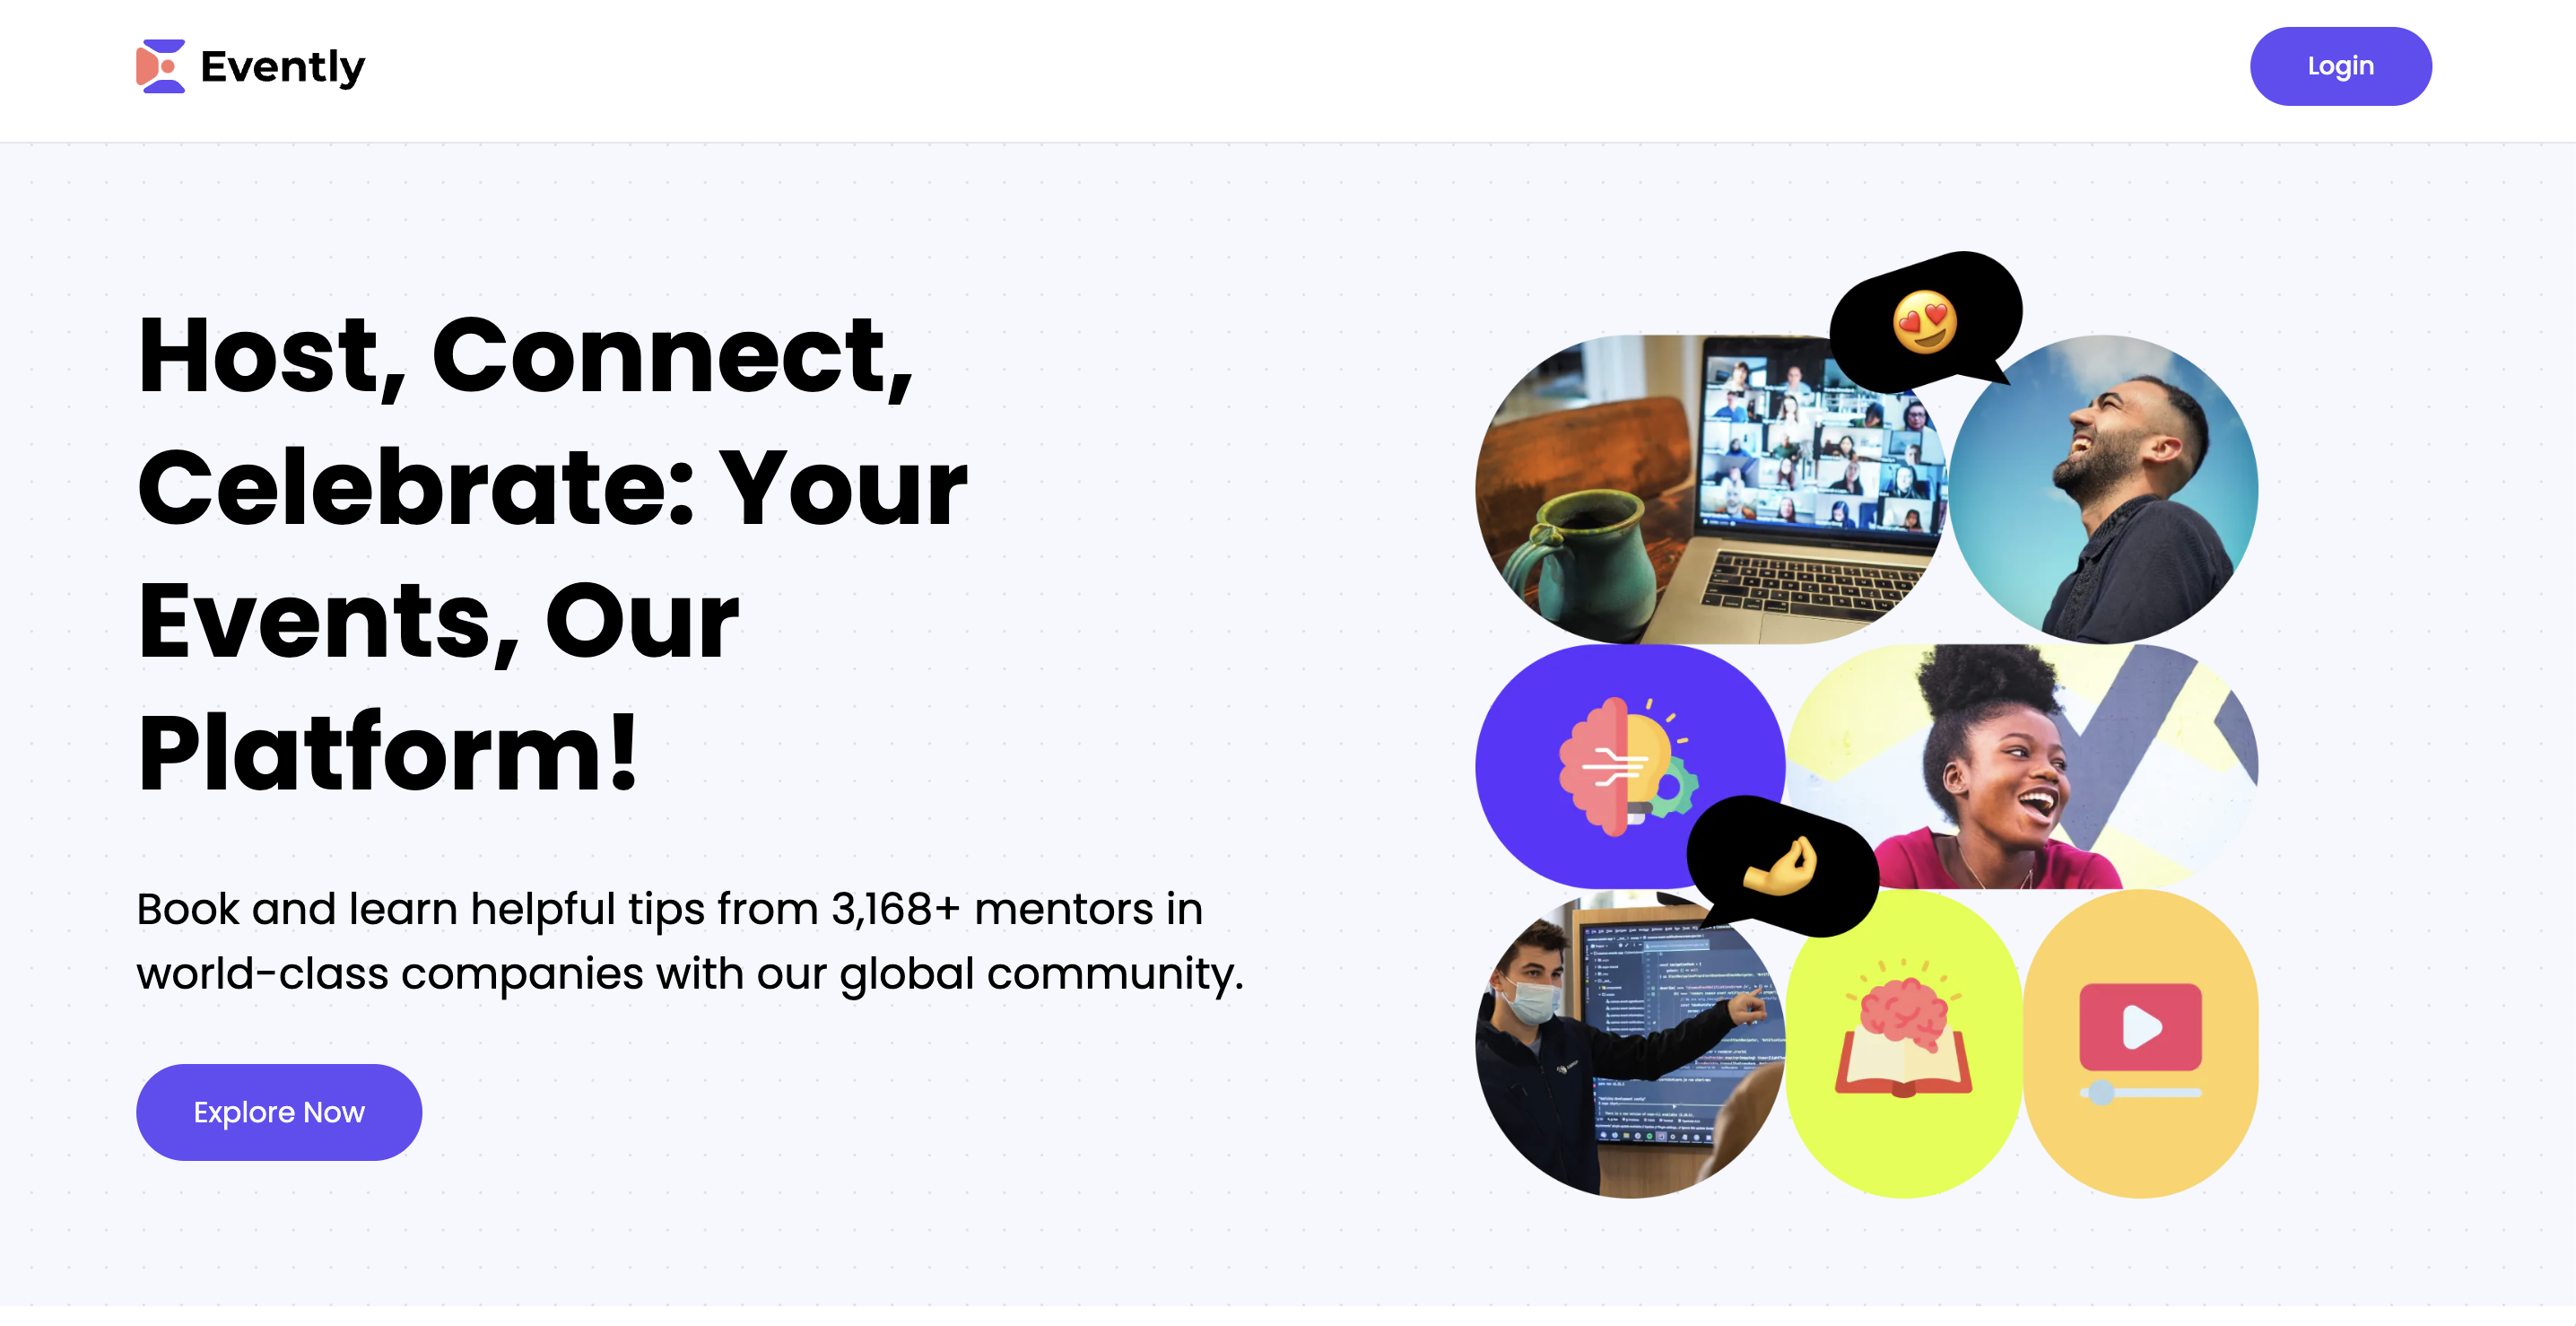 Evently
Login
Host, Connect,
Celebrate: Your
Events, Our
Platform!
Book and learn helpful tips from 3,168+ mentors in
world-class companies with our global community.
Explore Now